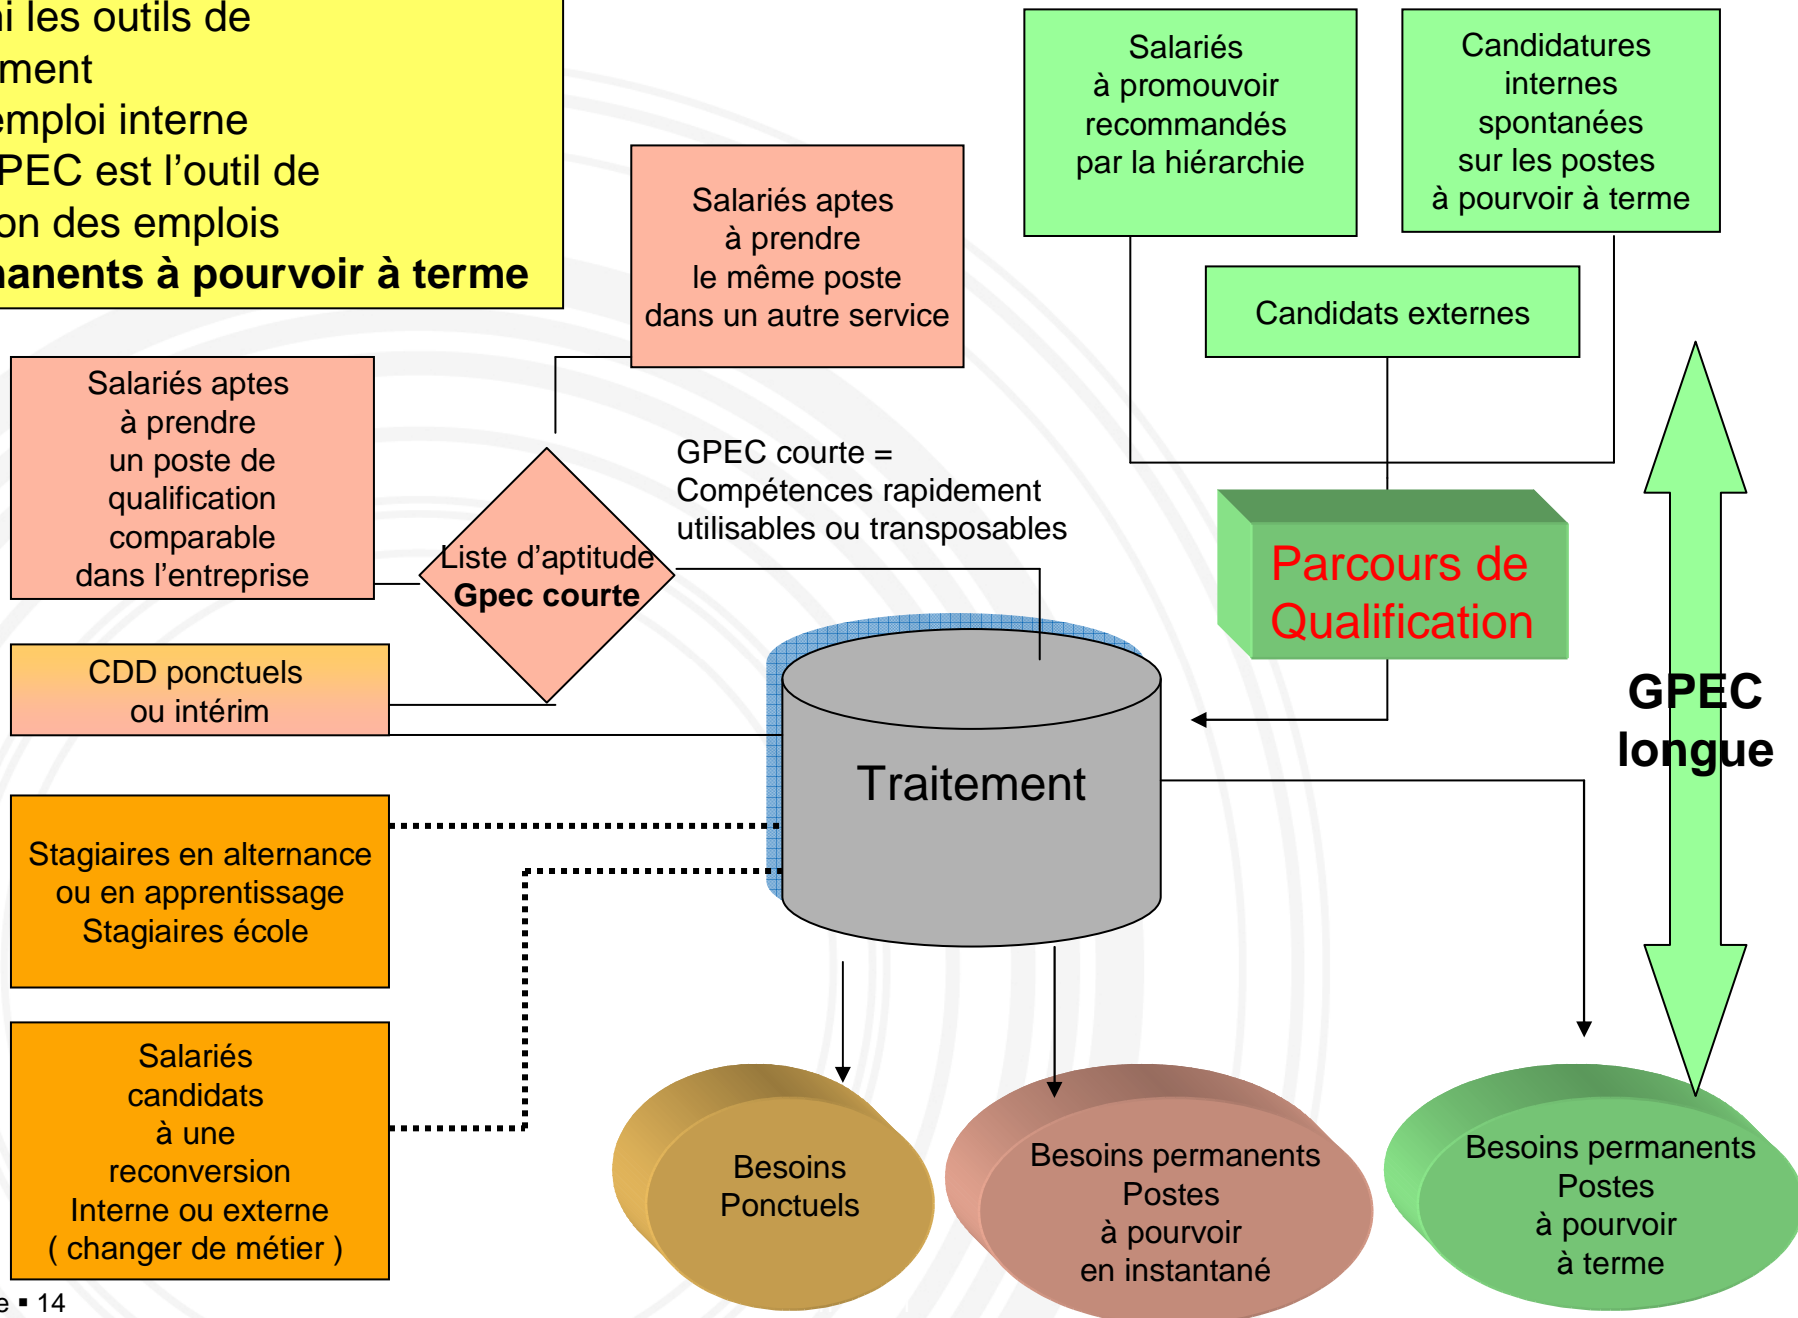 les outils de
emploi interne
est l'outil de
des emplois
à pourvoir à terme
Salariés
à promouvoir
recommandés
par la hiérarchie
Candidatures
internes
spontanées
sur les postes
à pourvoir à terme
Salariés aptes
à prendre
le même poste
dans un autre service
Candidats externes
Salariés aptes
à prendre
un poste de
qualification
comparable
dans l'entreprise
GPEC courte =
Compétences rapidement
utilisables ou transposables
Liste d'aptitude
Gpec courte
Parcours de
Qualification
CDD ponctuels
ou intérim
GPEC
longue
Traitement
Stagiaires en alternance
ou en apprentissage
Stagiaires école
Salariés
candidats
à une
reconversion
Interne ou externe
( changer de métier )
Besoins
Ponctuels
Besoins permanents
Postes
à pourvoir
en instantané
Besoins permanents
Postes
à pourvoir
à terme
▪ 14